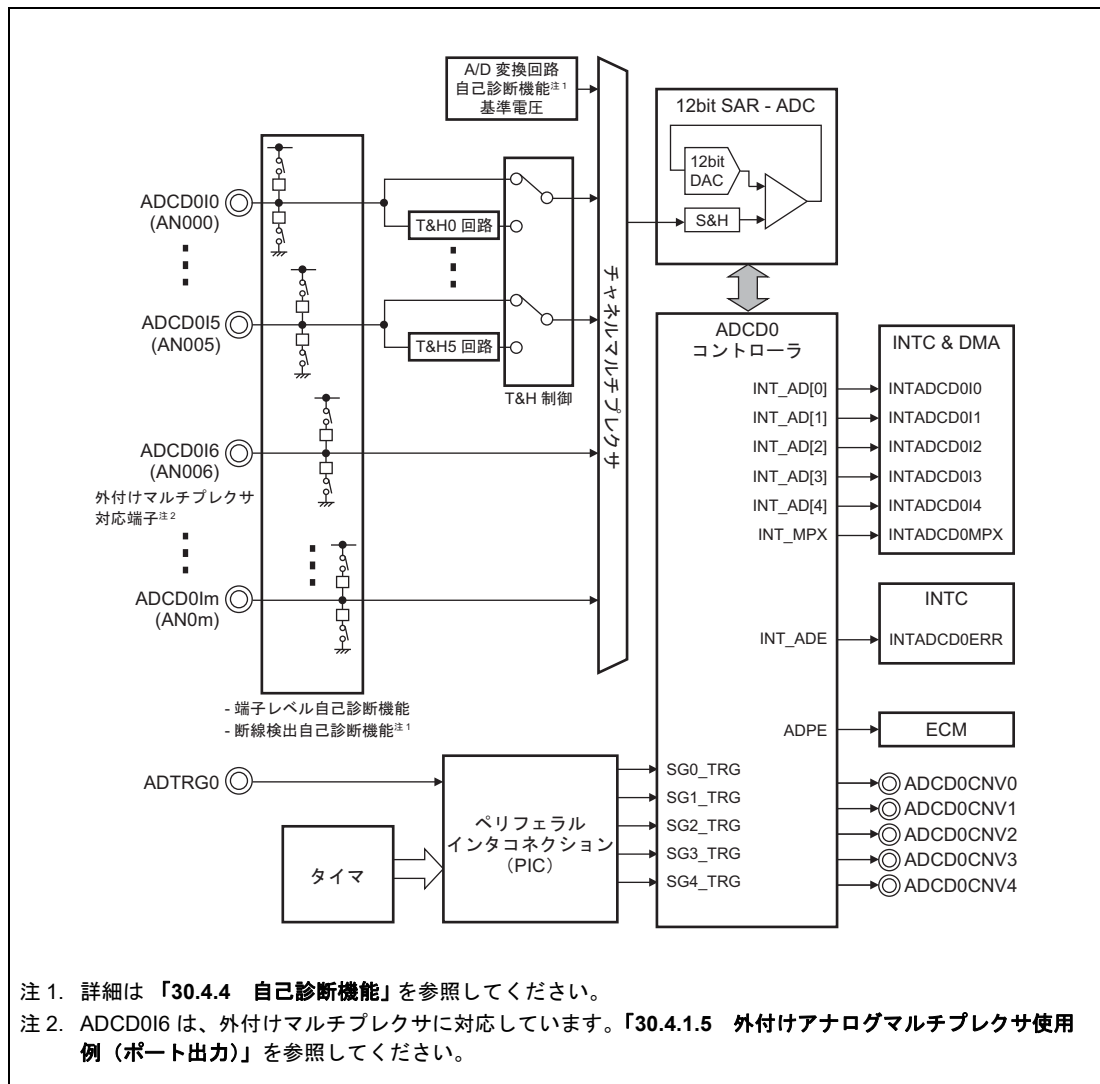 A/D 変換回路
自己診断機能注1
基準電圧
12bit SAR - ADC
12bit
DAC
S&H
ADCD0I0
(AN000)
T&H0 回路
ADCD0I5
(AN005)
T&H5 回路
T&H 制御
チャネルマルチプレクサ
ADCD0I6
(AN006)
外付けマルチプレクサ
対応端子注2
ADCD0Im
(AN0m)
- 端子レベル自己診断機能
- 断線検出自己診断機能注1
ADCD0
コントローラ
INT_AD[0]
INT_AD[1]
INT_AD[2]
INT_AD[3]
INT_AD[4]
INT_MPX
INT_ADE
ADPE
INTC & DMA
INTADCD0I0
INTADCD0I1
INTADCD0I2
INTADCD0I3
INTADCD0I4
INTADCD0MPX
INTC
INTADCD0ERR
ECM
ADTRG0
タイマ
ペリフェラル
インタコネクション
(PIC)
SG0_TRG
SG1_TRG
SG2_TRG
SG3_TRG
SG4_TRG
ADCD0CNV0
ADCD0CNV1
ADCD0CNV2
ADCD0CNV3
ADCD0CNV4
注 1. 詳細は 「30.4.4 自己診断機能」を参照してください。
注 2. ADCD0I6 は、外付けマルチプレクサに対応しています。「30.4.1.5 外付けアナログマルチプレクサ使用
例（ポート出力）」を参照してください。